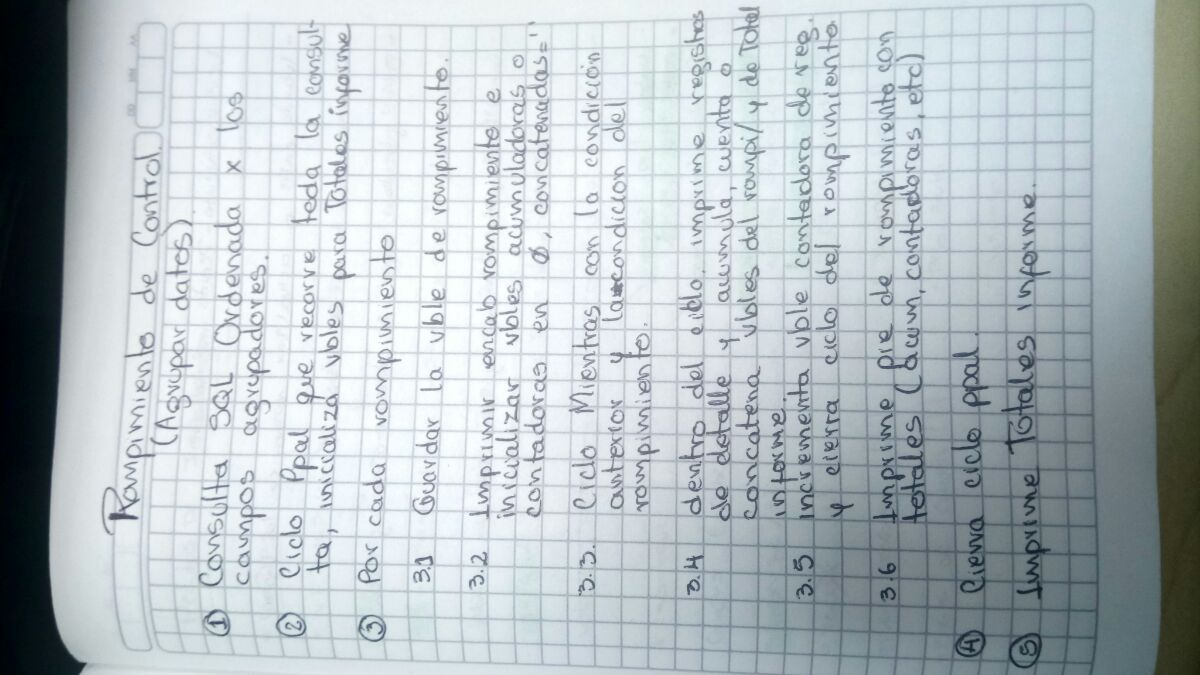 Rompimiento de Control.
(Agrupar datos)
① Consulta SQL Ordenada x los
campos agrupadores.
② Ciclo Ppal que recorre toda la consul-
ta, inicializa vbles para Totales informe
③ Por cada rompimiento
3.1 Guardar la vble de rompimiento.
3.2 Imprimir encab rompimiento e
inicializar vbles acumuladoras o
contadoras en 0, concatenadas=''
3.3. Ciclo Mientras con la condición
anterior y la condicion del
rompimiento.
3.4 dentro del ciclo, imprime registros
de detalle y acumula, cuenta o
concatena vbles del rompi/ y de Total
informe.
3.5 incrementa vble contadora de reg.
y cierra ciclo del rompimiento
3.6 Imprime pie de rompimiento con
totales (acum, contadoras, etc)
④ Cierra ciclo ppal.
⑤ Imprime Totales informe.